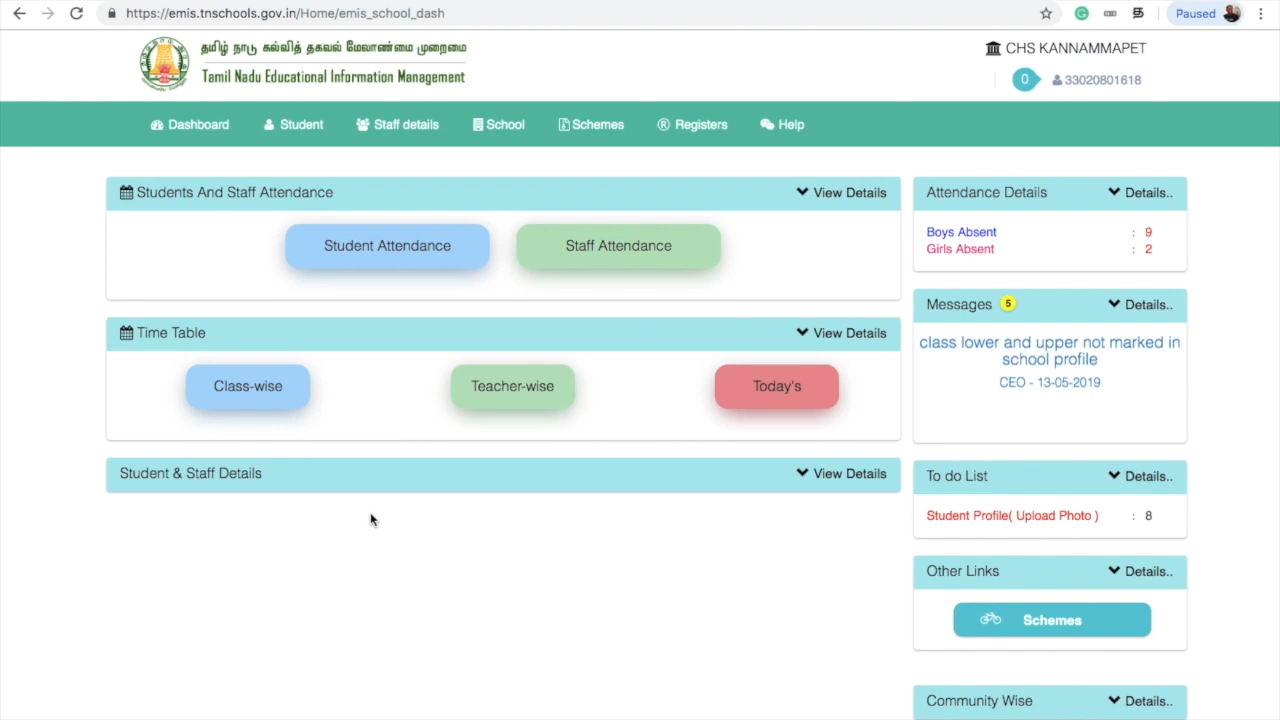 https://emis.tnschools.gov.in/Home/emis_school_dash
Paused
தமிழ் நாடு கல்வித் தகவல் மேலாண்மை முறைமை
Tamil Nadu Educational Information Management
CHS KANNAMMAPET
0
33020801618
Dashboard
Student
Staff details
School
Schemes
Registers
Help
Students And Staff Attendance
View Details
Student Attendance
Staff Attendance
Time Table
View Details
Class-wise
Teacher-wise
Today's
Student & Staff Details
View Details
Attendance Details
Details..
Boys Absent : 9
Girls Absent : 2
Messages 5
Details..
class lower and upper not marked in
school profile
CEO - 13-05-2019
To do List
Details..
Student Profile( Upload Photo ) : 8
Other Links
Details..
Schemes
Community Wise
Details..